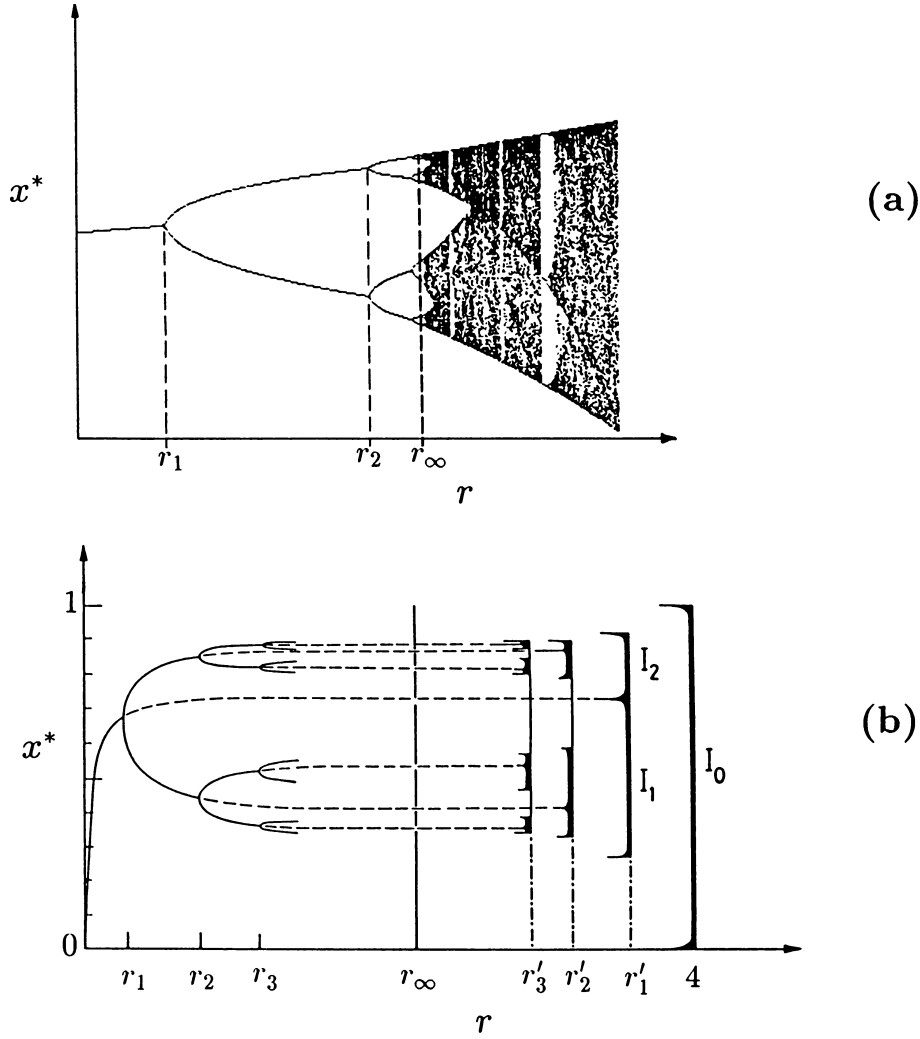 x*
(a)
r₁ r₂ r∞
r
1
I₂
(b)
x*
I₀
I₁
0
r₁ r₂ r₃ r∞ r′₃ r′₂ r′₁ 4
r